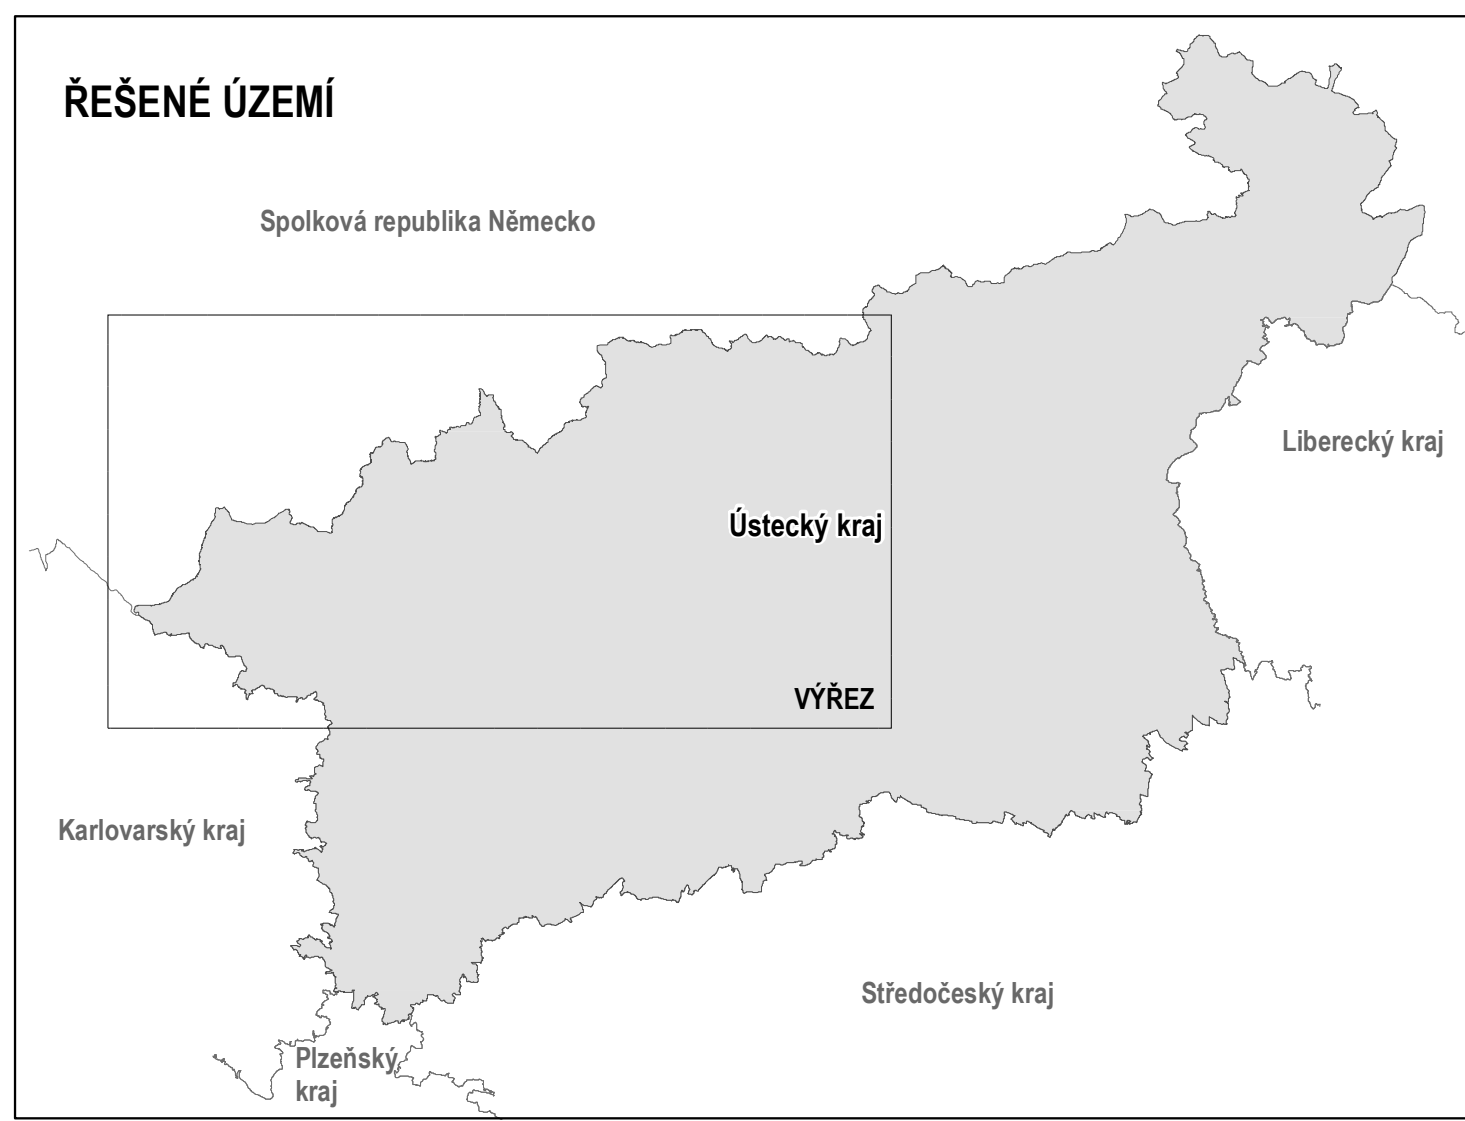 ŘEŠENÉ ÚZEMÍ
Spolková republika Německo
Liberecký kraj
Ústecký kraj
VÝŘEZ
Karlovarský kraj
Středočeský kraj
Plzeňský
kraj